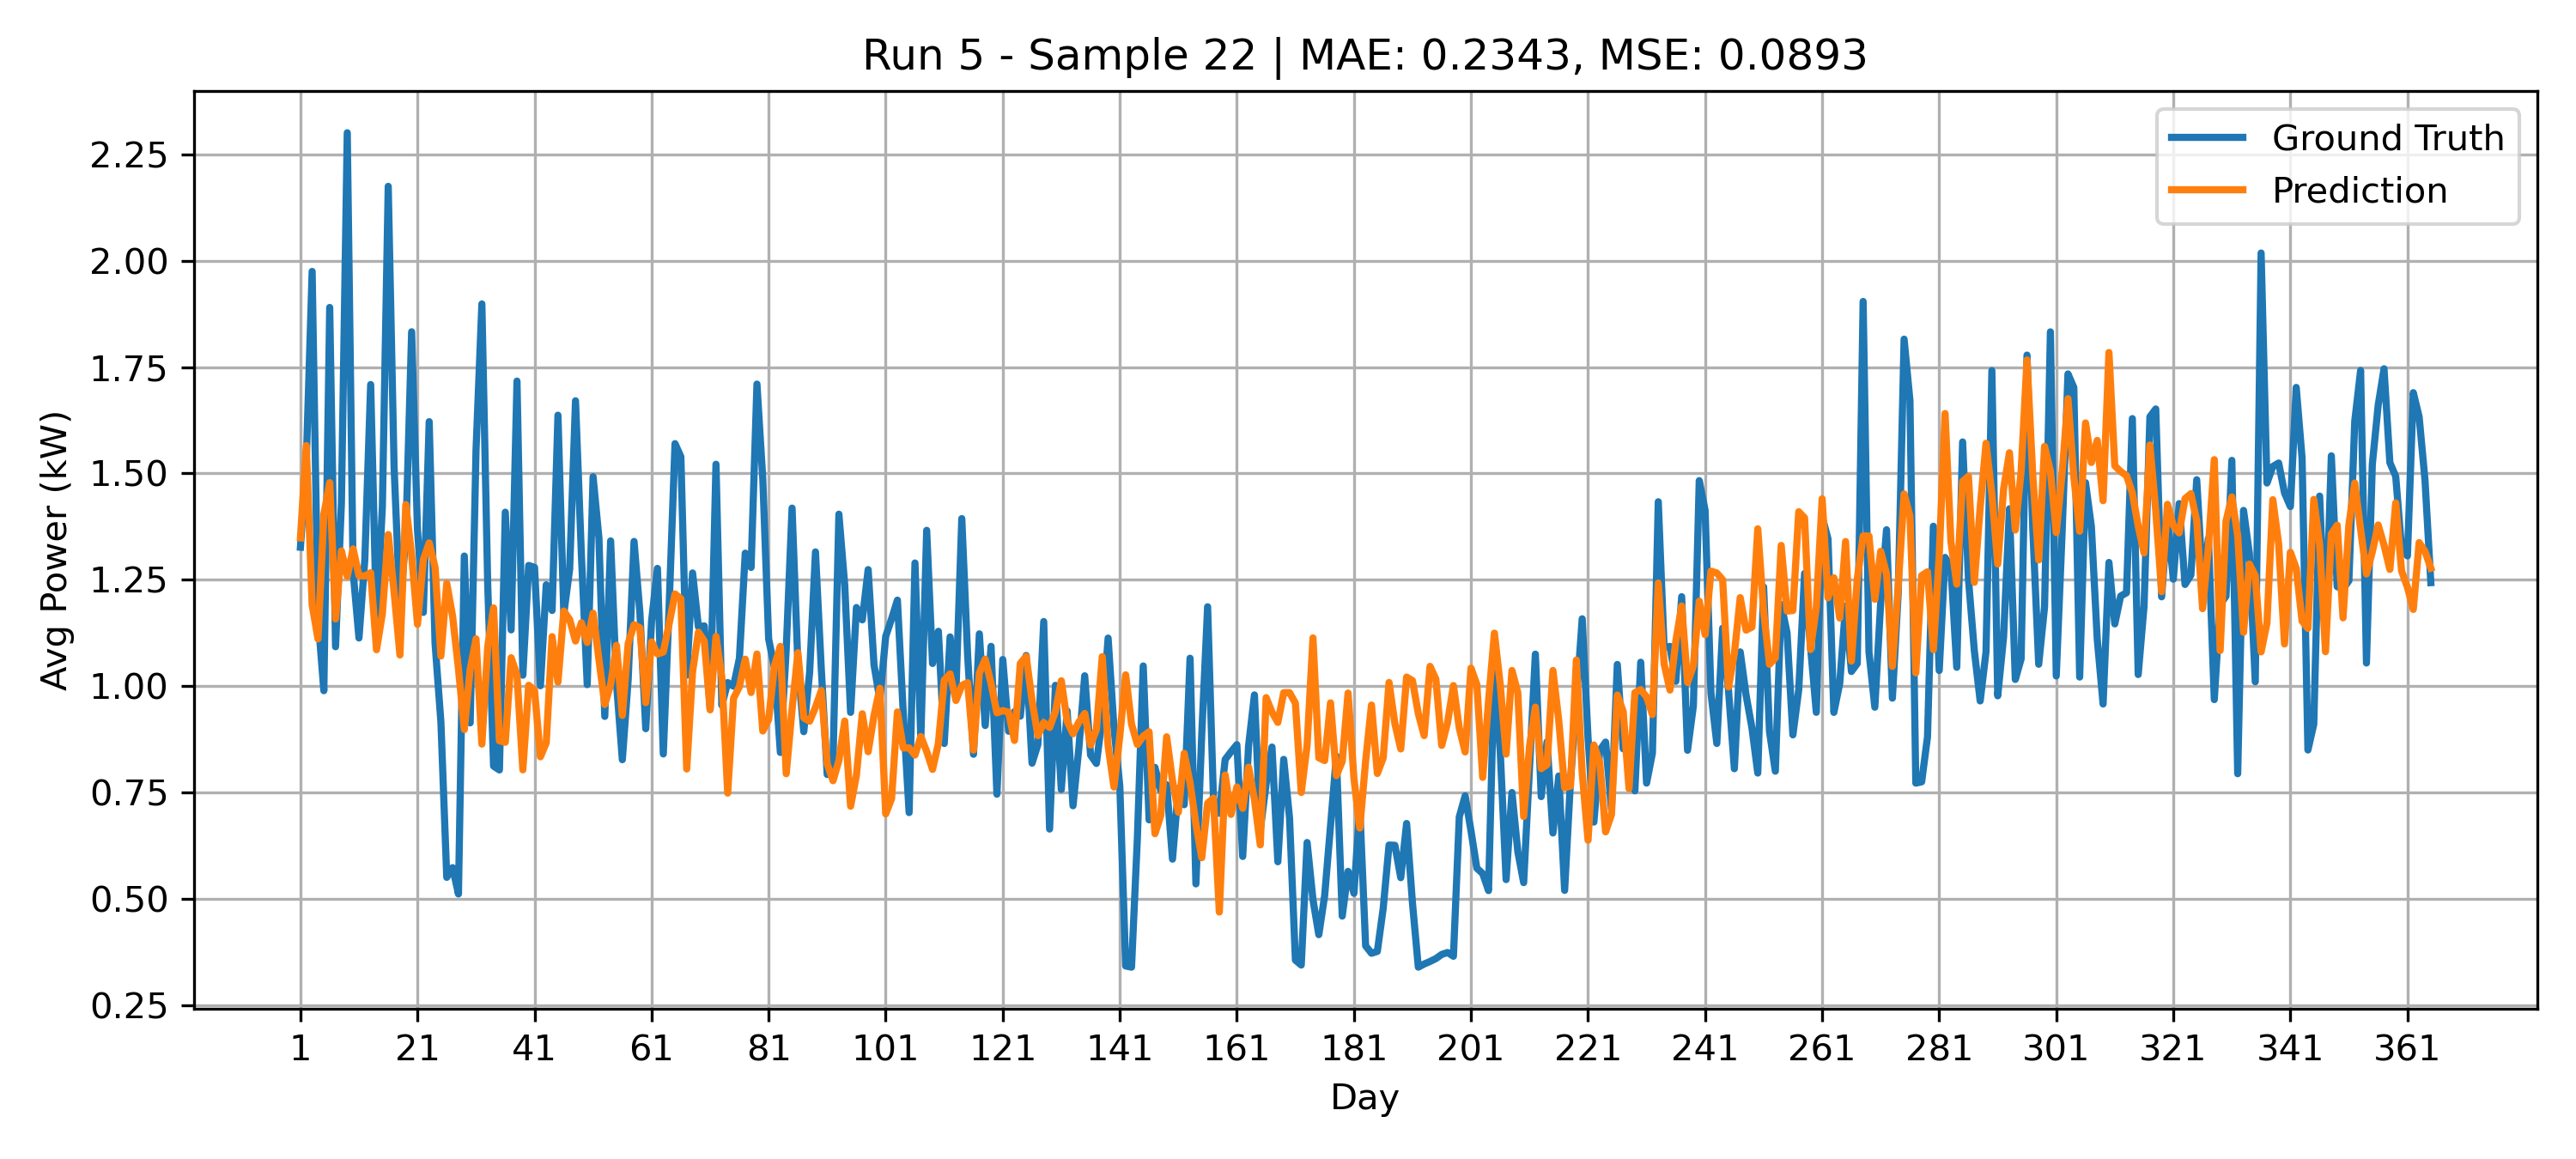 Run 5 - Sample 22 | MAE: 0.2343, MSE: 0.0893
Ground Truth
Prediction
Avg Power (kW)
2.25
2.00
1.75
1.50
1.25
1.00
0.75
0.50
0.25
1 21 41 61 81 101 121 141 161 181 201 221 241 261 281 301 321 341 361
Day